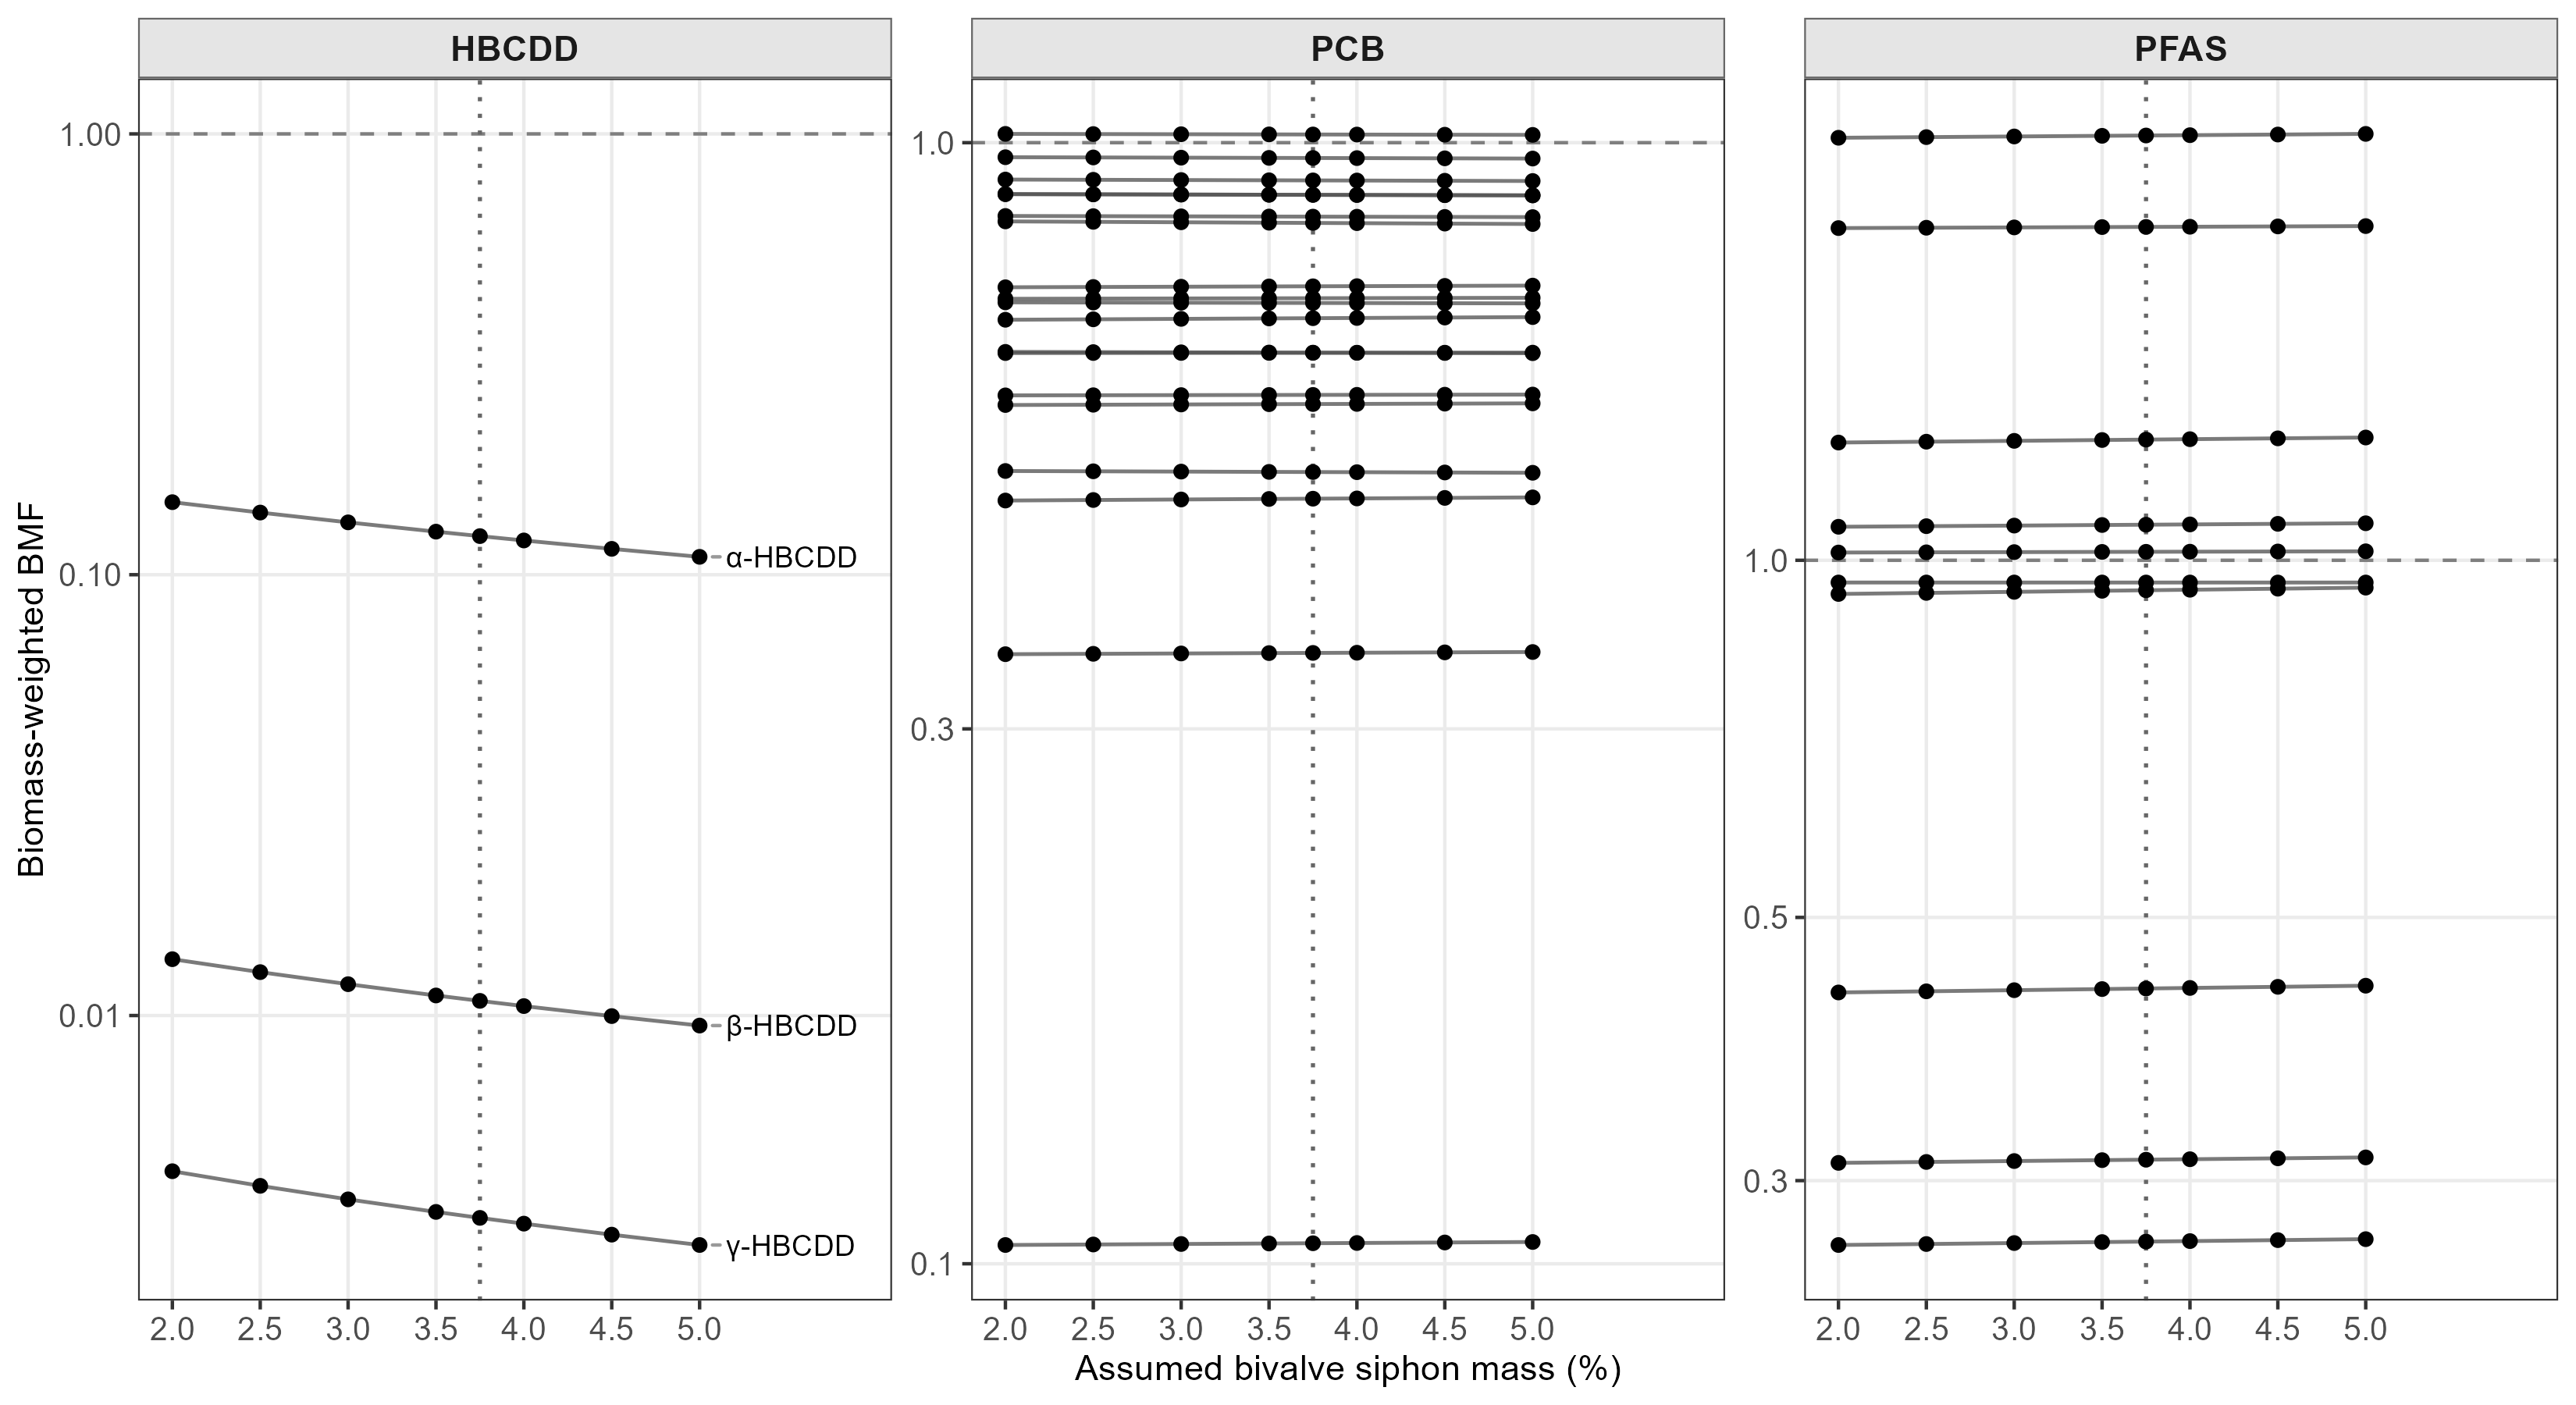 HBCDD
PCB
PFAS
Biomass-weighted BMF
1.00
0.10
0.01
α-HBCDD
β-HBCDD
γ-HBCDD
2.0 2.5 3.0 3.5 4.0 4.5 5.0
1.0
0.3
0.1
2.0 2.5 3.0 3.5 4.0 4.5 5.0
1.0
0.5
0.3
2.0 2.5 3.0 3.5 4.0 4.5 5.0
Assumed bivalve siphon mass (%)